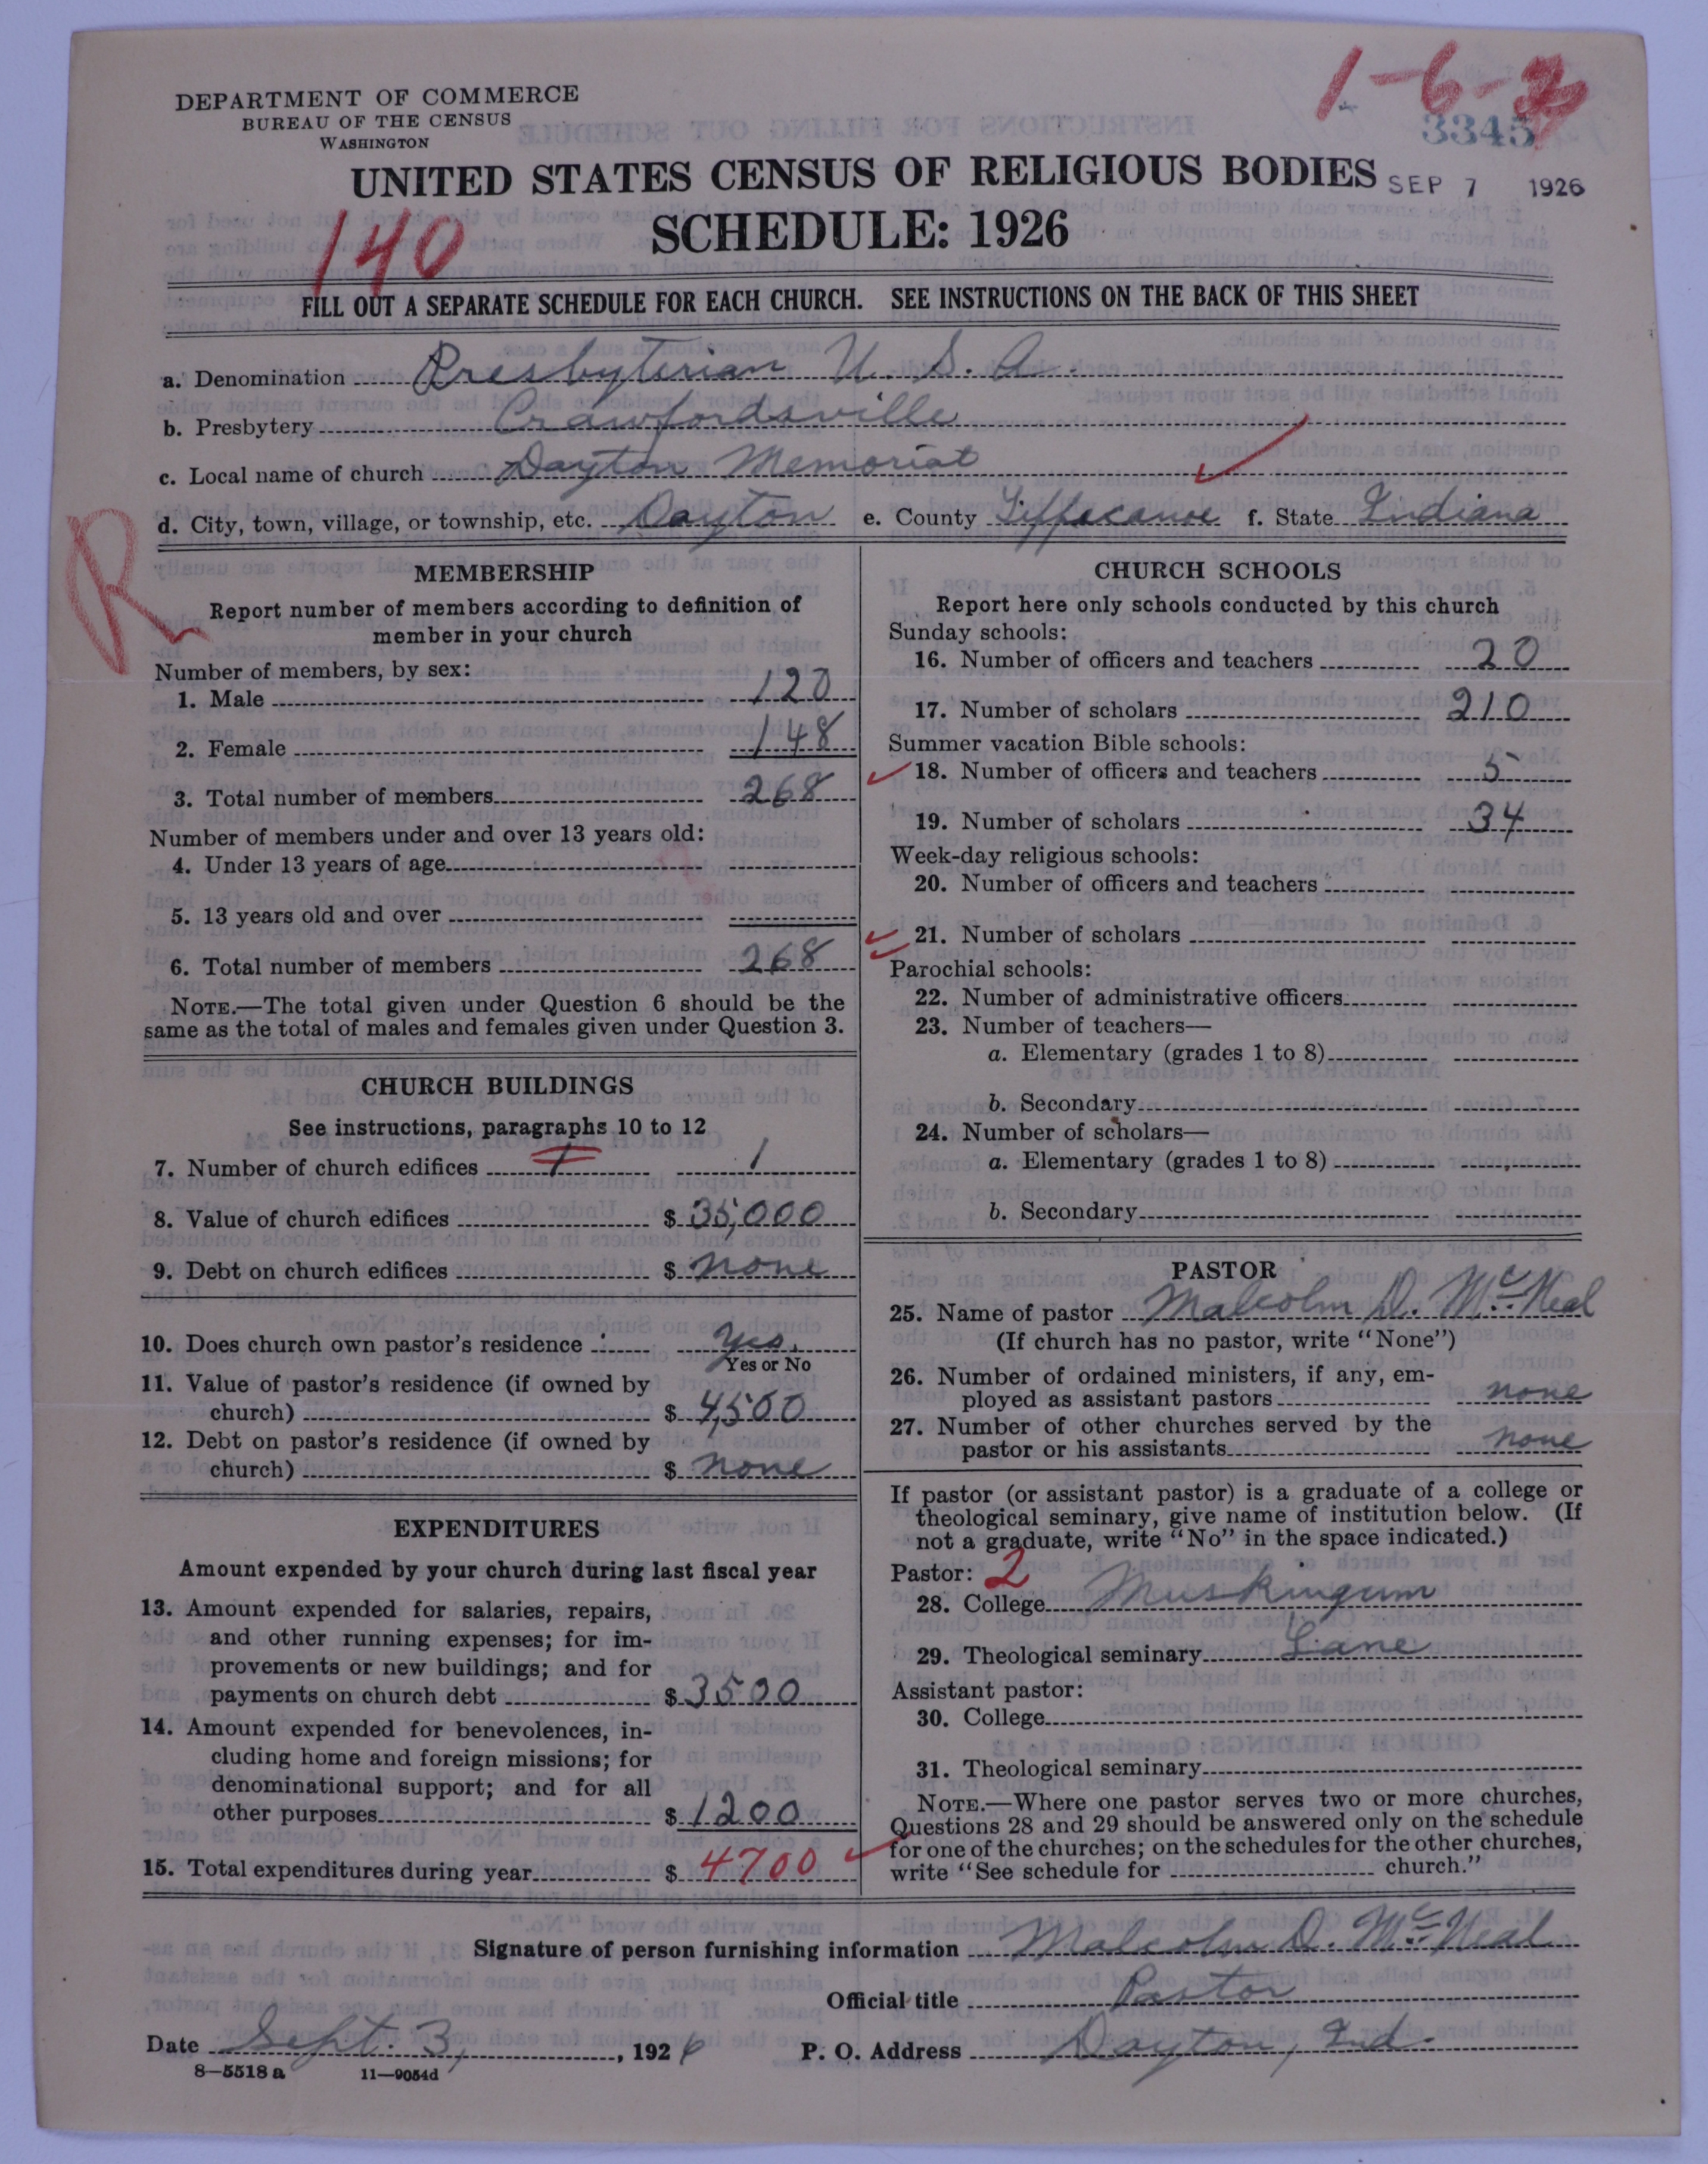 DEPARTMENT OF COMMERCE
BUREAU OF THE CENSUS
WASHINGTON
1-6-
3345
UNITED STATES CENSUS OF RELIGIOUS BODIES
SEP 7 1926
SCHEDULE: 1926
140
FILL OUT A SEPARATE SCHEDULE FOR EACH CHURCH. SEE INSTRUCTIONS ON THE BACK OF THIS SHEET
a. Denomination Presbyterian U. S. A.
b. Presbytery Crawfordsville
c. Local name of church Dayton Memorial
d. City, town, village, or township, etc. Dayton e. County Tippecanoe f. State Indiana
R
MEMBERSHIP
Report number of members according to definition of
member in your church
Number of members, by sex:
1. Male 120
2. Female 148
3. Total number of members 268
Number of members under and over 13 years old:
4. Under 13 years of age
5. 13 years old and over
6. Total number of members 268
NOTE.—The total given under Question 6 should be the
same as the total of males and females given under Question 3.
CHURCH BUILDINGS
See instructions, paragraphs 10 to 12
7. Number of church edifices 1 1
8. Value of church edifices $ 35,000
9. Debt on church edifices $ none
10. Does church own pastor's residence yes.
Yes or No
11. Value of pastor's residence (if owned by
church) $ 4,500
12. Debt on pastor's residence (if owned by
church) $ none
EXPENDITURES
Amount expended by your church during last fiscal year
13. Amount expended for salaries, repairs,
and other running expenses; for im-
provements or new buildings; and for
payments on church debt $ 3500
14. Amount expended for benevolences, in-
cluding home and foreign missions; for
denominational support; and for all
other purposes $ 1200
15. Total expenditures during year $ 4700
CHURCH SCHOOLS
Report here only schools conducted by this church
Sunday schools:
16. Number of officers and teachers 20
17. Number of scholars 210
Summer vacation Bible schools:
18. Number of officers and teachers 5
19. Number of scholars 34
Week-day religious schools:
20. Number of officers and teachers
21. Number of scholars
Parochial schools:
22. Number of administrative officers
23. Number of teachers—
a. Elementary (grades 1 to 8)
b. Secondary
24. Number of scholars—
a. Elementary (grades 1 to 8)
b. Secondary
PASTOR
25. Name of pastor Malcolm D. McNeal
(If church has no pastor, write "None")
26. Number of ordained ministers, if any, em-
ployed as assistant pastors none
27. Number of other churches served by the
pastor or his assistants none
If pastor (or assistant pastor) is a graduate of a college or
theological seminary, give name of institution below. (If
not a graduate, write "No" in the space indicated.)
Pastor: 2
28. College Muskingum
29. Theological seminary Lane
Assistant pastor:
30. College
31. Theological seminary
NOTE.—Where one pastor serves two or more churches,
Questions 28 and 29 should be answered only on the schedule
for one of the churches; on the schedules for the other churches,
write "See schedule for church."
Signature of person furnishing information Malcolm D. McNeal
Official title Pastor
Date Sept. 3, 1926 P. O. Address Dayton, Ind.
8—5518 a 11—9054d